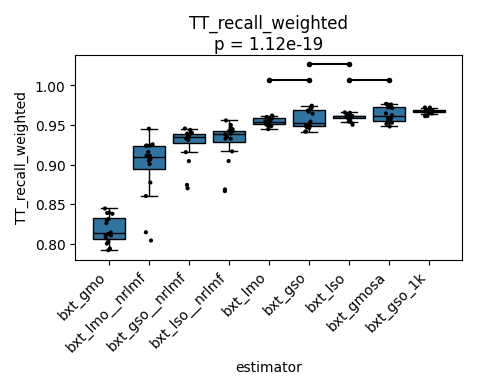 TT_recall_weighted
p = 1.12e-19
TT_recall_weighted
1.00
0.95
0.90
0.85
0.80
bxt_gmo
bxt_lmo__nrlmf
bxt_gso__nrlmf
bxt_lso__nrlmf
bxt_lmo
bxt_gso
bxt_lso
bxt_gmosa
bxt_gso_1k
estimator